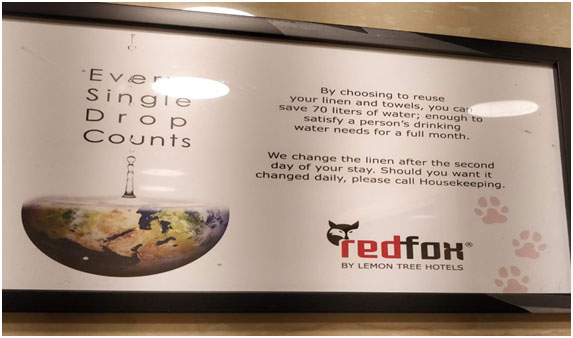 Every
Single
Drop
Counts
By choosing to reuse
your linen and towels, you can
save 70 liters of water; enough to
satisfy a person's drinking
water needs for a full month.
We change the linen after the second
day of your stay. Should you want it
changed daily, please call Housekeeping.
redfox®
BY LEMON TREE HOTELS